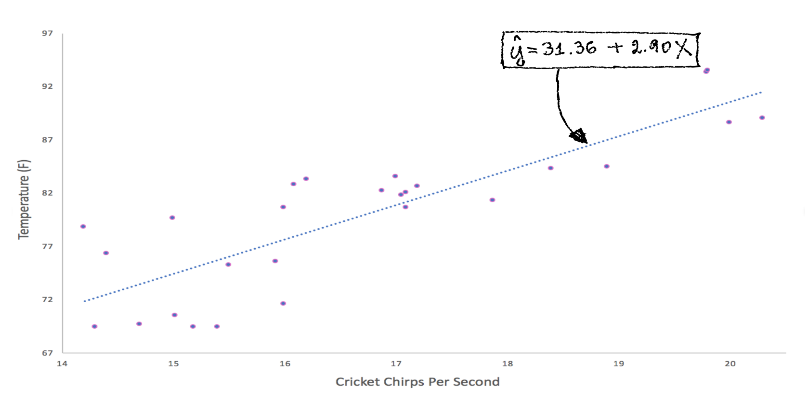 97
ŷ = 31.36 + 2.90X
92
87
82
77
72
67
Temperature (F)
14 15 16 17 18 19 20
Cricket Chirps Per Second